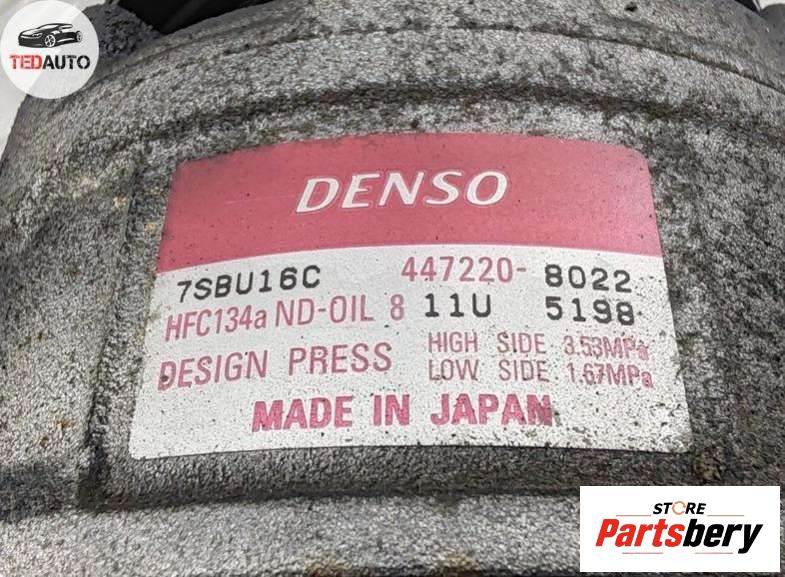 TEDAUTO
DENSO
7SBU16C 447220-8022
HFC134a ND-OIL 8 11U 5198
DESIGN PRESS HIGH SIDE 3.53MPa
LOW SIDE 1.67MPa
MADE IN JAPAN
STORE
Partsbery